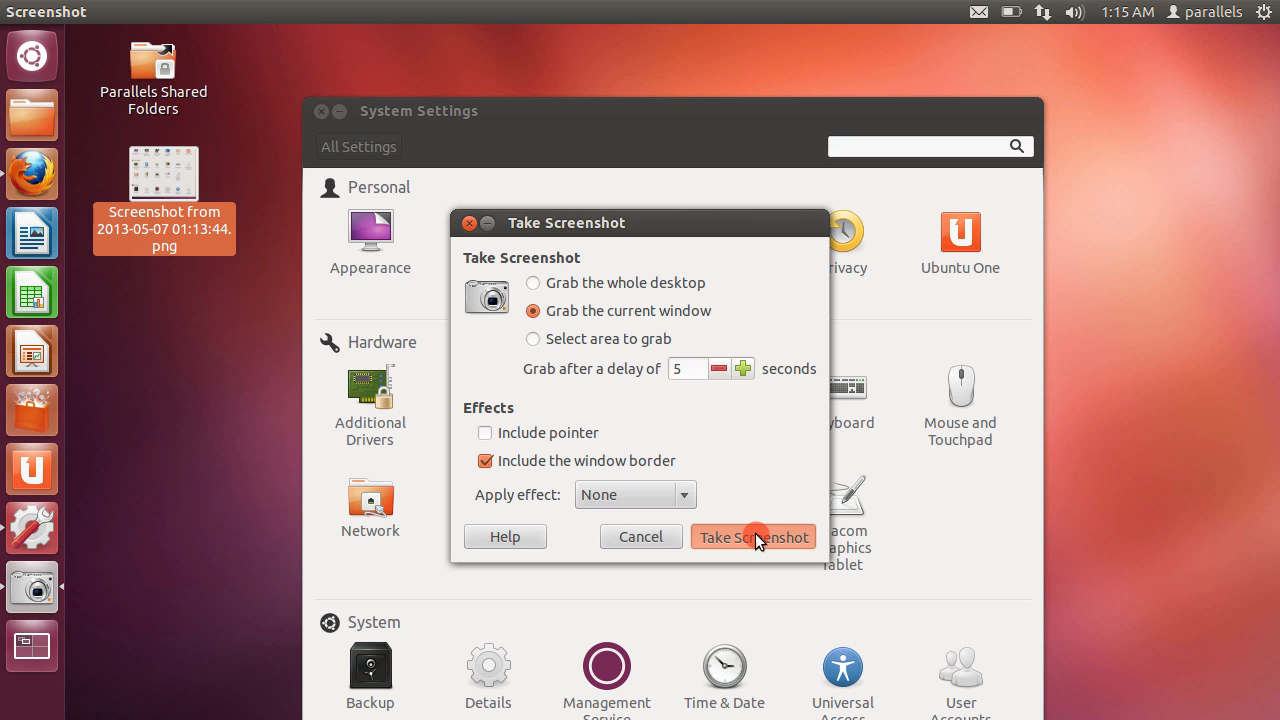 Screenshot
1:15 AM
parallels
Parallels Shared
Folders
Screenshot from
2013-05-07 01:13:44.
png
System Settings
All Settings
Personal
Appearance
Ubuntu One
Hardware
Additional
Drivers
Mouse and
Touchpad
Network
System
Backup
Details
Management
Service
Time & Date
Universal
Access
User
Accounts
Take Screenshot
Take Screenshot
Grab the whole desktop
Grab the current window
Select area to grab
Grab after a delay of 5 seconds
Effects
Include pointer
Include the window border
Apply effect: None
Help
Cancel
Take Screenshot
ivacy
yboard
acom
aphics
Tablet